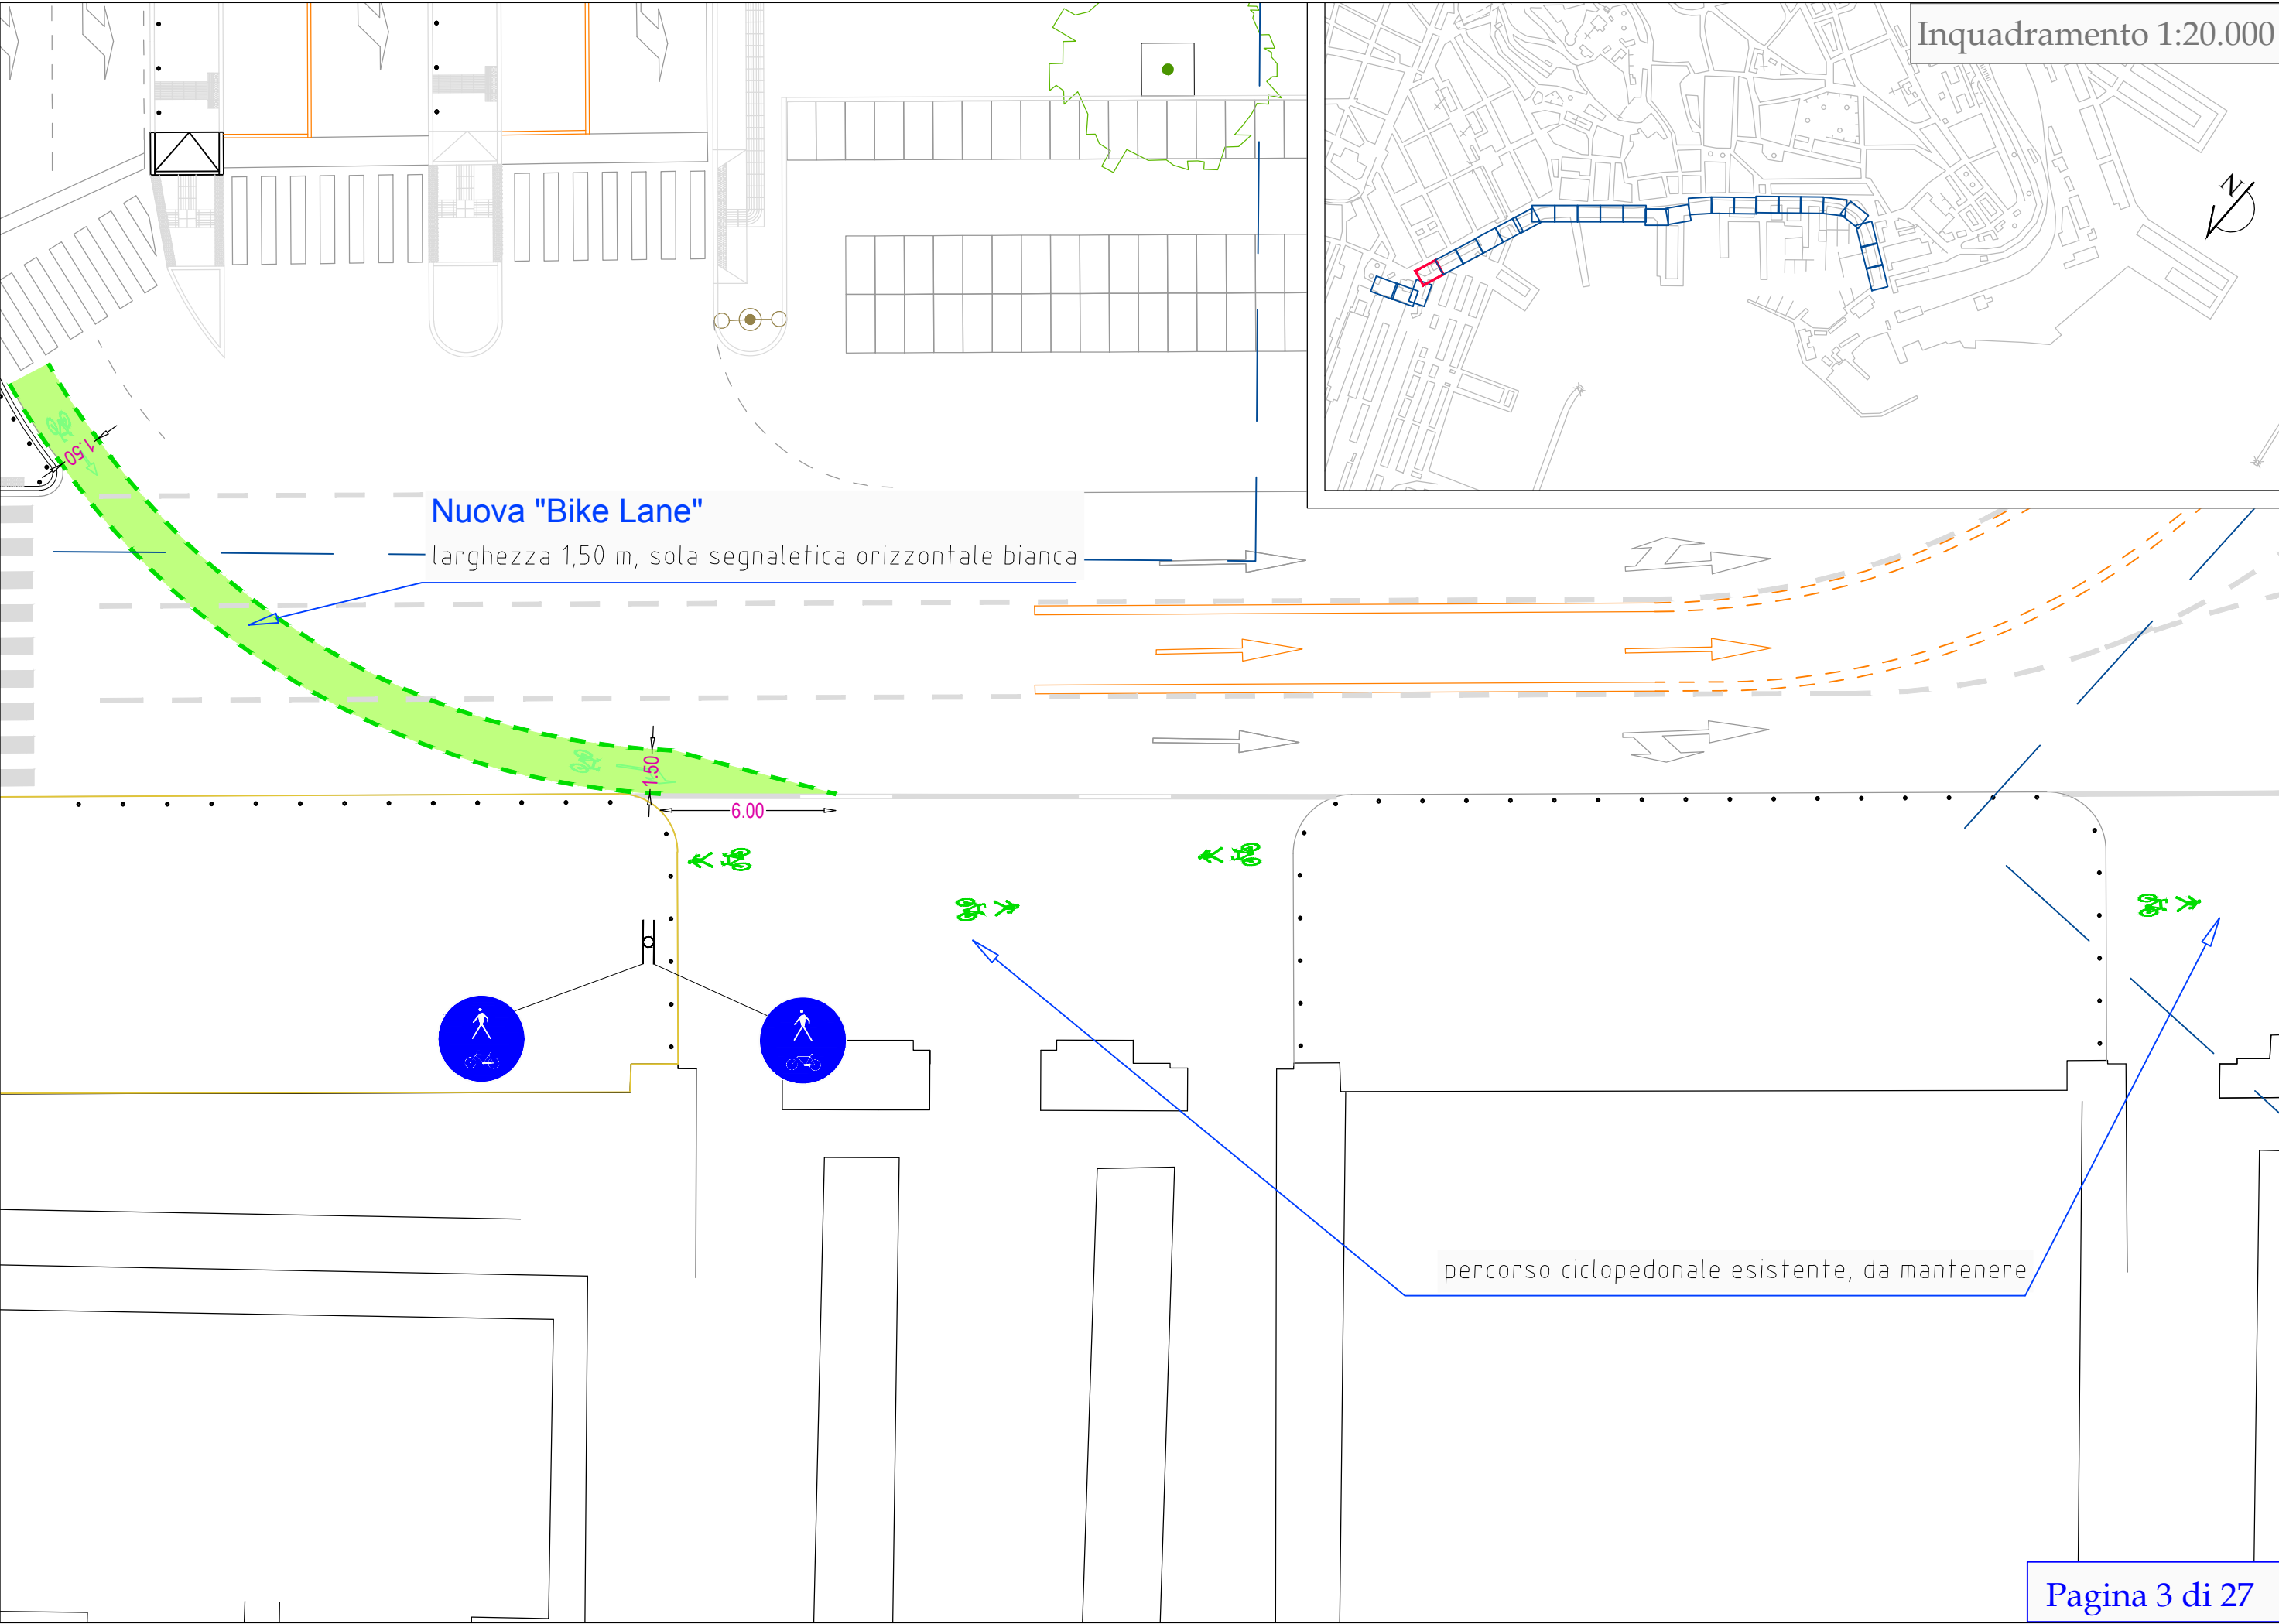 Inquadramento 1:20.000
N
1.50
Nuova "Bike Lane"
larghezza 1,50 m, sola segnaletica orizzontale bianca
1.50
6.00
percorso ciclopedonale esistente, da mantenere
Pagina 3 di 27